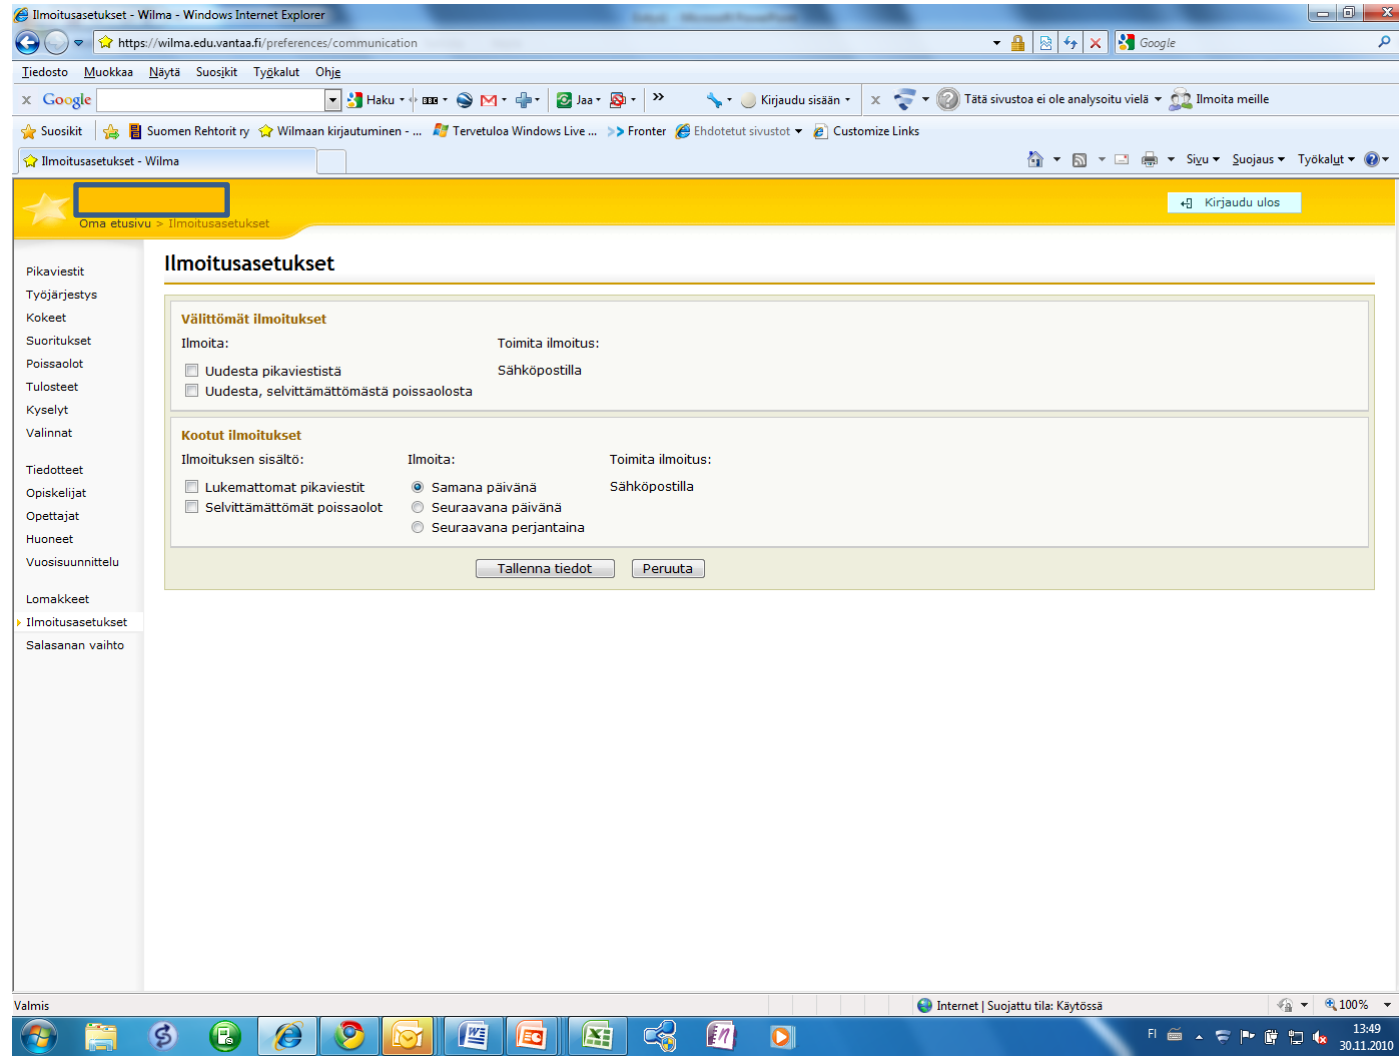 Ilmoitusasetukset - Wilma - Windows Internet Explorer
https://wilma.edu.vantaa.fi/preferences/communication
Google
Tiedosto Muokkaa Näytä Suosikit Työkalut Ohje
x Google Haku Jaa » Kirjaudu sisään x Tätä sivustoa ei ole analysoitu vielä Ilmoita meille
Suosikit Suomen Rehtorit ry Wilmaan kirjautuminen - ... Tervetuloa Windows Live ... >> Fronter Ehdotetut sivustot Customize Links
Ilmoitusasetukset - Wilma Sivu Suojaus Työkalut
Kirjaudu ulos
Oma etusivu > Ilmoitusasetukset
Pikaviestit
Työjärjestys
Kokeet
Suoritukset
Poissaolot
Tulosteet
Kyselyt
Valinnat
Tiedotteet
Opiskelijat
Opettajat
Huoneet
Vuosisuunnittelu
Lomakkeet
Ilmoitusasetukset
Salasanan vaihto
Ilmoitusasetukset
Välittömät ilmoitukset
Ilmoita: Toimita ilmoitus:
Uudesta pikaviestistä Sähköpostilla
Uudesta, selvittämättömästä poissaolosta
Kootut ilmoitukset
Ilmoituksen sisältö: Ilmoita: Toimita ilmoitus:
Lukemattomat pikaviestit Samana päivänä Sähköpostilla
Selvittämättömät poissaolot Seuraavana päivänä
Seuraavana perjantaina
Tallenna tiedot Peruuta
Valmis Internet | Suojattu tila: Käytössä 100%
FI 13:49
30.11.2010